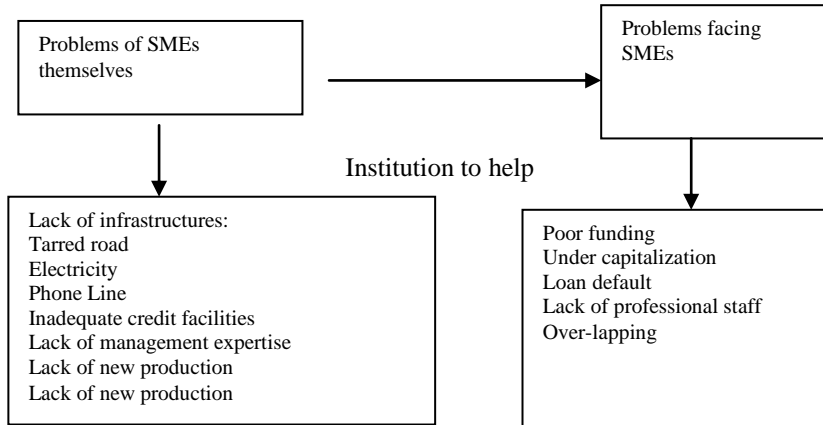 Problems of SMEs
themselves
Problems facing
SMEs
Institution to help
Lack of infrastructures:
Tarred road
Electricity
Phone Line
Inadequate credit facilities
Lack of management expertise
Lack of new production
Lack of new production
Poor funding
Under capitalization
Loan default
Lack of professional staff
Over-lapping